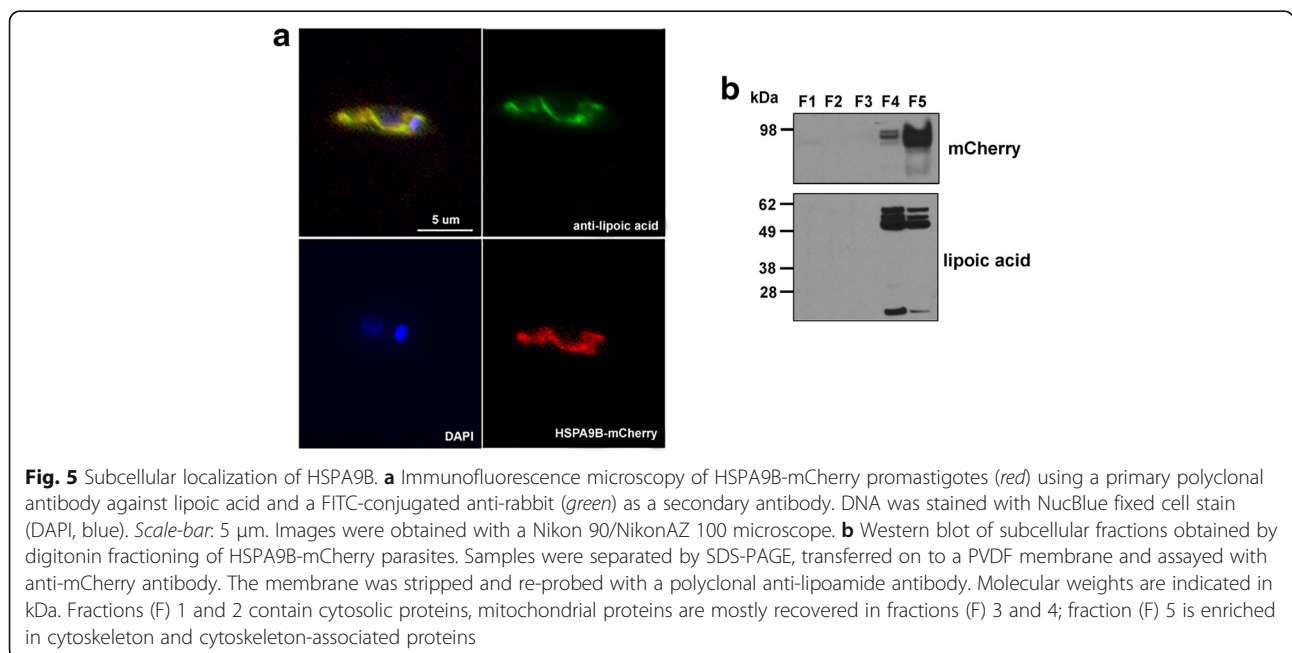 a
5 um
anti-lipoic acid
DAPI
HSPA9B-mCherry
b
kDa F1 F2 F3 F4 F5
98
mCherry
62
49
38
28
lipoic acid
Fig. 5 Subcellular localization of HSPA9B. a Immunofluorescence microscopy of HSPA9B-mCherry promastigotes (red) using a primary polyclonal
antibody against lipoic acid and a FITC-conjugated anti-rabbit (green) as a secondary antibody. DNA was stained with NucBlue fixed cell stain
(DAPI, blue). Scale-bar: 5 μm. Images were obtained with a Nikon 90/NikonAZ 100 microscope. b Western blot of subcellular fractions obtained by
digitonin fractioning of HSPA9B-mCherry parasites. Samples were separated by SDS-PAGE, transferred on to a PVDF membrane and assayed with
anti-mCherry antibody. The membrane was stripped and re-probed with a polyclonal anti-lipoamide antibody. Molecular weights are indicated in
kDa. Fractions (F) 1 and 2 contain cytosolic proteins, mitochondrial proteins are mostly recovered in fractions (F) 3 and 4; fraction (F) 5 is enriched
in cytoskeleton and cytoskeleton-associated proteins